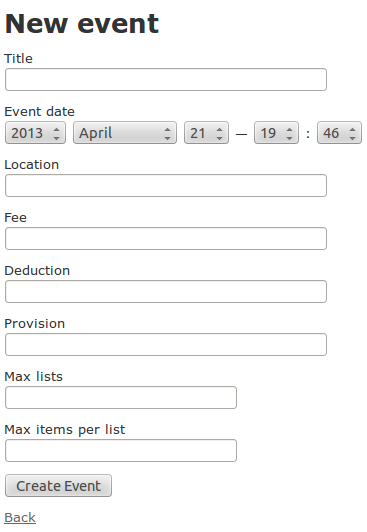 New event
Title
Event date
2013 April 21 — 19 : 46
Location
Fee
Deduction
Provision
Max lists
Max items per list
Create Event
Back